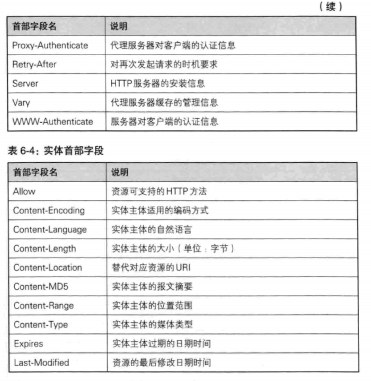 （续）
首部字段名 说明
Proxy-Authenticate 代理服务器对客户端的认证信息
Retry-After 对再次发起请求的时机要求
Server HTTP服务器的安装信息
Vary 代理服务器缓存的管理信息
WWW-Authenticate 服务器对客户端的认证信息
表 6-4：实体首部字段
首部字段名 说明
Allow 资源可支持的HTTP方法
Content-Encoding 实体主体适用的编码方式
Content-Language 实体主体的自然语言
Content-Length 实体主体的大小（单位：字节）
Content-Location 替代对应资源的URI
Content-MD5 实体主体的报文摘要
Content-Range 实体主体的位置范围
Content-Type 实体主体的媒体类型
Expires 实体主体过期的日期时间
Last-Modified 资源的最后修改日期时间